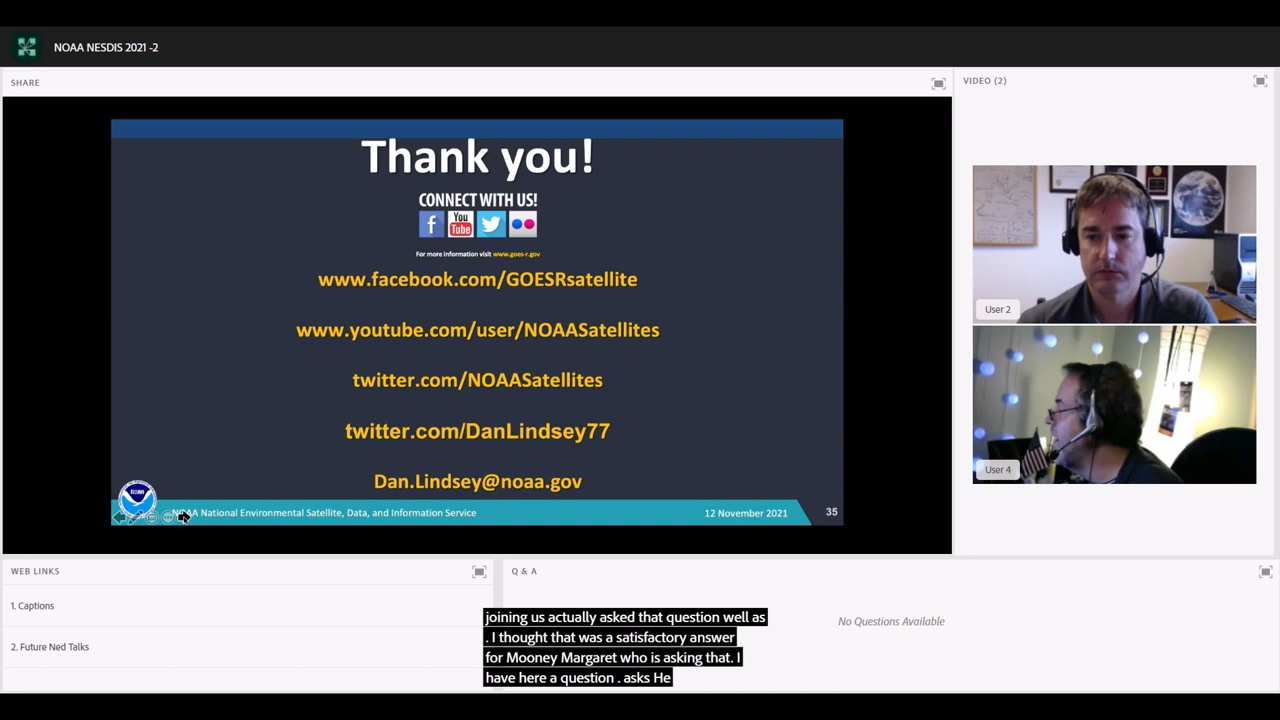 NOAA NESDIS 2021 -2
SHARE
VIDEO (2)
Thank you!
CONNECT WITH US!
f
You
Tube
For more information visit www.goes-r.gov
www.facebook.com/GOESRsatellite
www.youtube.com/user/NOAASatellites
twitter.com/NOAASatellites
twitter.com/DanLindsey77
Dan.Lindsey@noaa.gov
NOAA
NOAA National Environmental Satellite, Data, and Information Service
12 November 2021
35
User 2
User 4
WEB LINKS
1. Captions
2. Future Ned Talks
Q & A
No Questions Available
joining us actually asked that question well as
. I thought that was a satisfactory answer
for Mooney Margaret who is asking that. I
have here a question . asks He